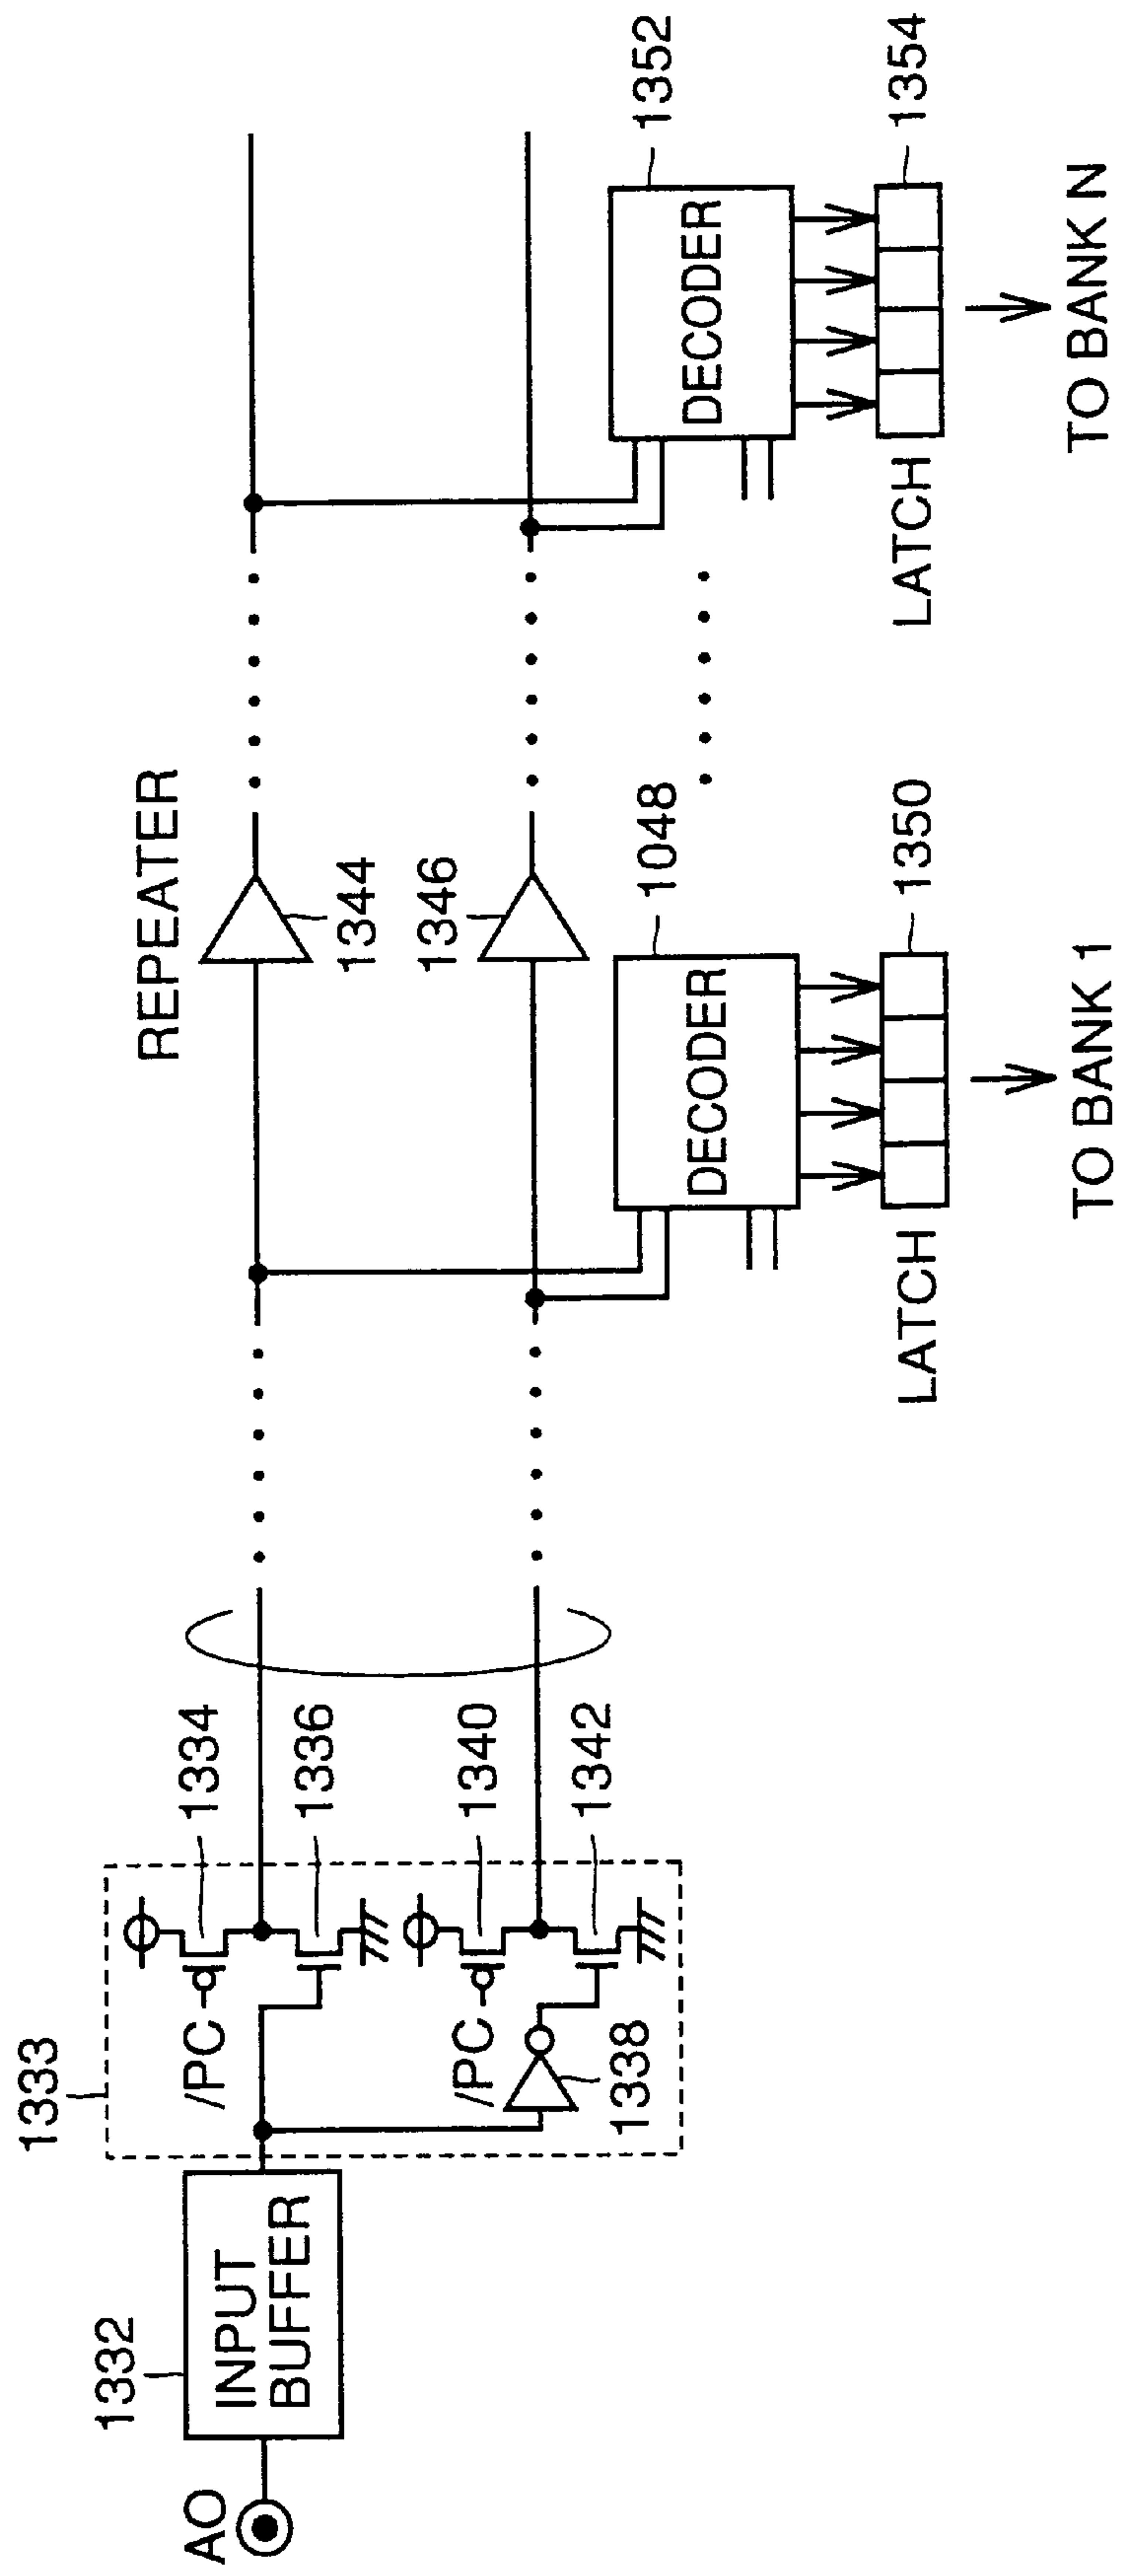 A0
1332
INPUT
BUFFER
1333
/PC
1334
1336
/PC
1340
1342
1338
REPEATER
1344
1346
DECODER
1048
LATCH
1350
TO BANK 1
DECODER
1352
LATCH
1354
TO BANK N